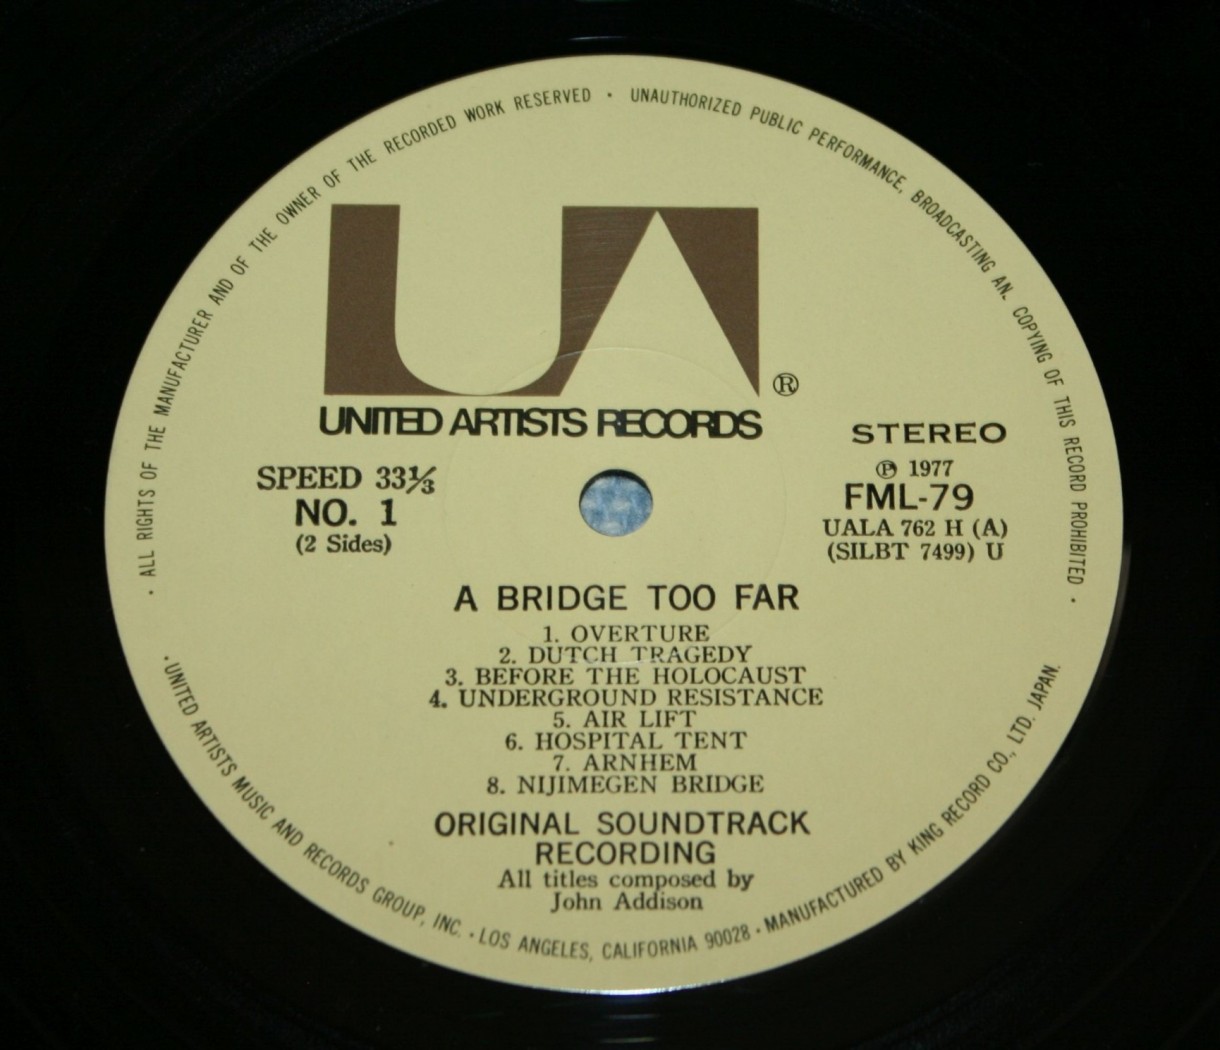 · ALL RIGHTS OF THE MANUFACTURER AND OF THE OWNER OF THE RECORDED WORK RESERVED · UNAUTHORIZED PUBLIC PERFORMANCE, BROADCASTING AN. COPYING OF THIS RECORD PROHIBITED ·
UA ®
UNITED ARTISTS RECORDS
SPEED 33⅓
NO. 1
(2 Sides)
STEREO
Ⓟ 1977
FML-79
UALA 762 H (A)
(SILBT 7499) U
A BRIDGE TOO FAR
1. OVERTURE
2. DUTCH TRAGEDY
3. BEFORE THE HOLOCAUST
4. UNDERGROUND RESISTANCE
5. AIR LIFT
6. HOSPITAL TENT
7. ARNHEM
8. NIJIMEGEN BRIDGE
ORIGINAL SOUNDTRACK
RECORDING
All titles composed by
John Addison
· UNITED ARTISTS MUSIC AND RECORDS GROUP, INC. · LOS ANGELES, CALIFORNIA 90028 · MANUFACTURED BY KING RECORD CO., LTD. JAPAN.